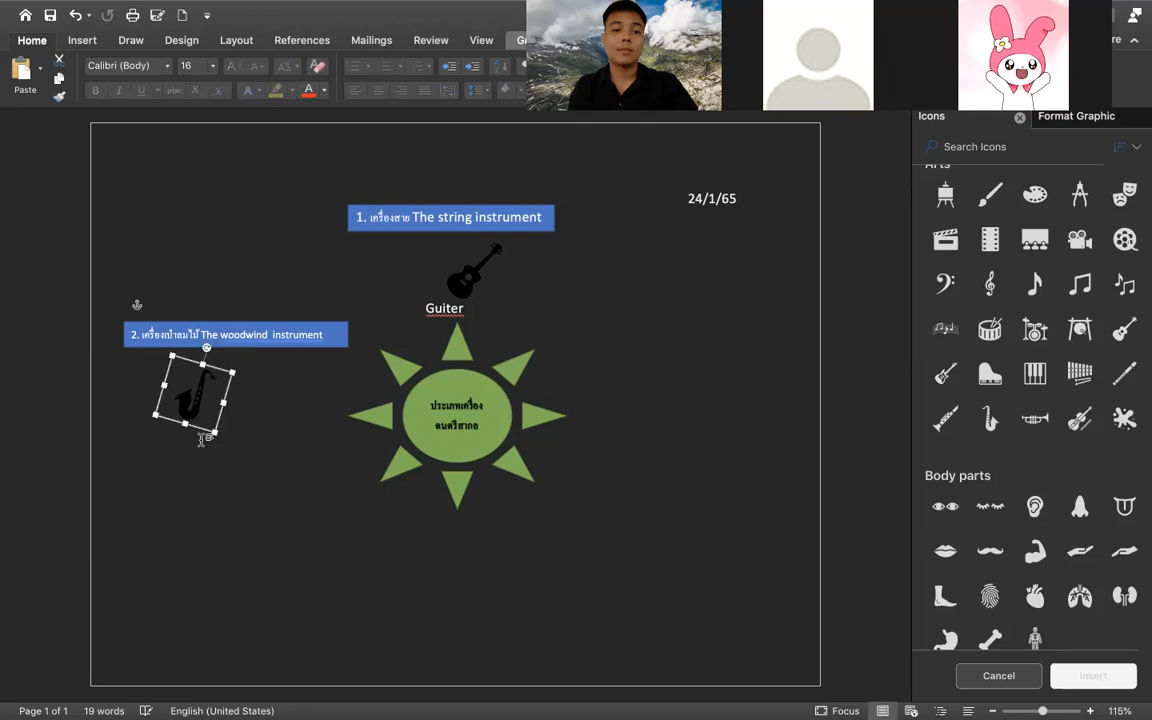 Home
Insert
Draw
Design
Layout
References
Mailings
Review
View
Paste
Calibri (Body)
16
Icons
Format Graphic
Search Icons
Arts
24/1/65
1. เครื่องสาย The string instrument
Guiter
2. เครื่องเป่าลมไม้ The woodwind instrument
ประเภทเครื่อง
ดนตรีสากล
Body parts
Cancel
Insert
Page 1 of 1
19 words
English (United States)
Focus
115%